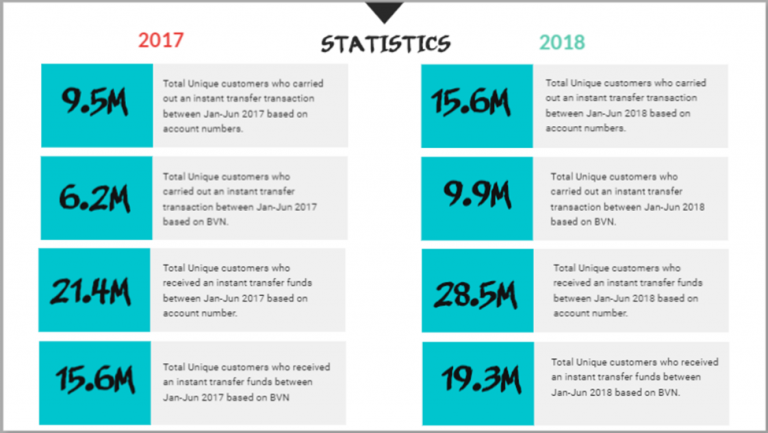 2017
STATISTICS
2018
9.5M
Total Unique customers who carried
out an instant transfer transaction
between Jan-Jun 2017 based on
account numbers.
6.2M
Total Unique customers who
carried out an instant transfer
transaction between Jan-Jun 2017
based on BVN.
21.4M
Total Unique customers who
received an instant transfer funds
between Jan-Jun 2017 based on
account number.
15.6M
Total Unique customers who received
an instant transfer funds between
Jan-Jun 2017 based on BVN
15.6M
Total Unique customers who carried
out an instant transfer transaction
between Jan-Jun 2018 based on
account numbers.
9.9M
Total Unique customers who
carried out an instant transfer
transaction between Jan-Jun 2018
based on BVN.
28.5M
Total Unique customers who
received an instant transfer funds
between Jan-Jun 2018 based on
account number.
19.3M
Total Unique customers who received
an instant transfer funds between
Jan-Jun 2018 based on BVN.